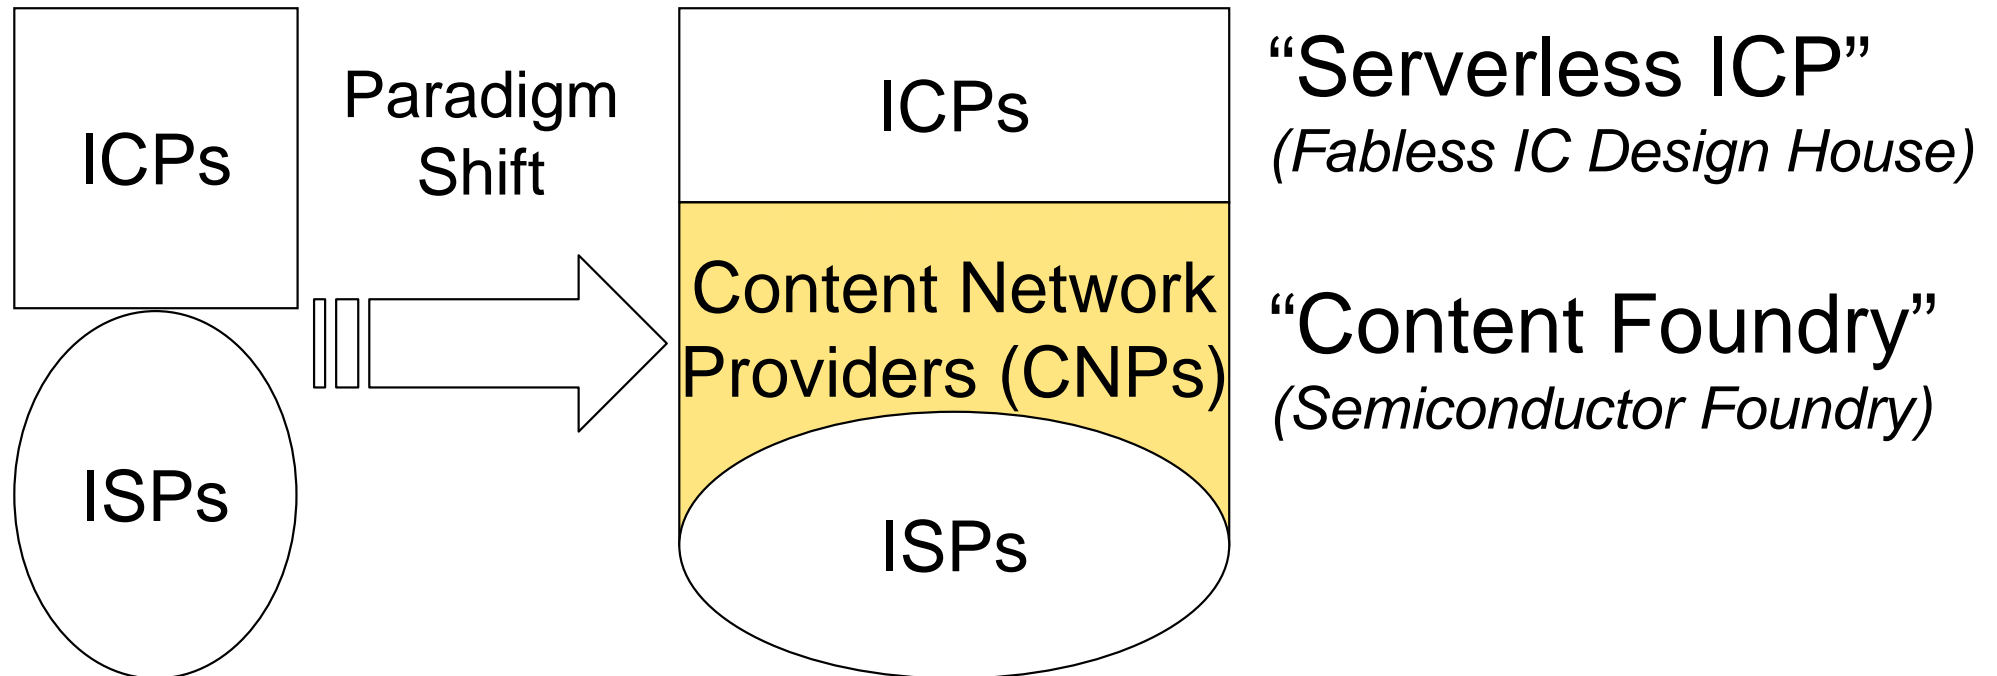 ICPs
ISPs
Paradigm
Shift
ICPs
Content Network
Providers (CNPs)
ISPs
“Serverless ICP”
(Fabless IC Design House)
“Content Foundry”
(Semiconductor Foundry)